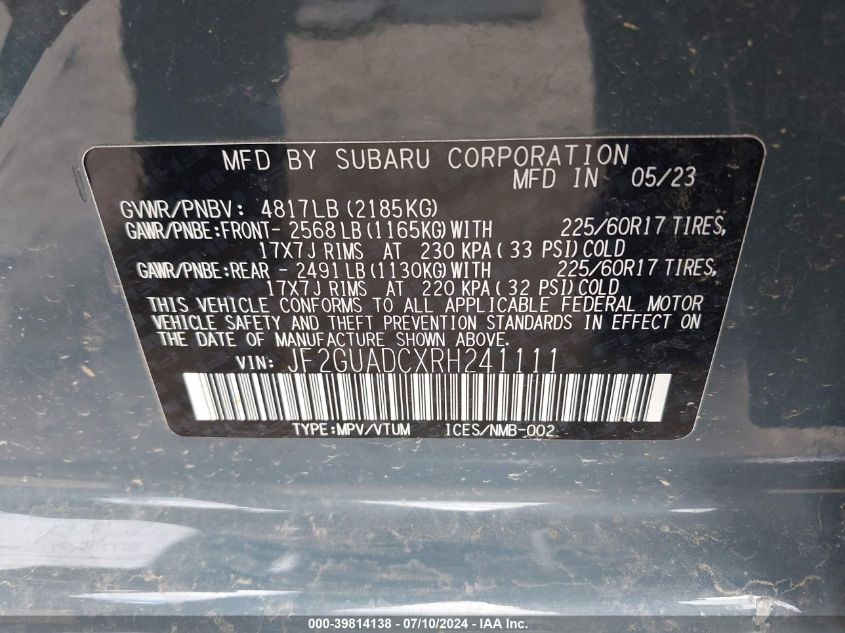 MFD BY SUBARU CORPORATION
MFD IN 05/23
GVWR/PNBV: 4817LB (2185KG)
GAWR/PNBE:FRONT- 2568 LB (1165KG) WITH 225/60R17 TIRES,
17X7J RIMS AT 230 KPA ( 33 PSI) COLD
GAWR/PNBE:REAR - 2491 LB (1130KG) WITH 225/60R17 TIRES,
17X7J RIMS AT 220 KPA ( 32 PSI) COLD
THIS VEHICLE CONFORMS TO ALL APPLICABLE FEDERAL MOTOR
VEHICLE SAFETY AND THEFT PREVENTION STANDARDS IN EFFECT ON
THE DATE OF MANUFACTURE SHOWN ABOVE.
VIN: JF2GUADCXRH241111
TYPE:MPV/VTUM ICES/NMB-002
000-39814138 - 07/10/2024 - IAA Inc.